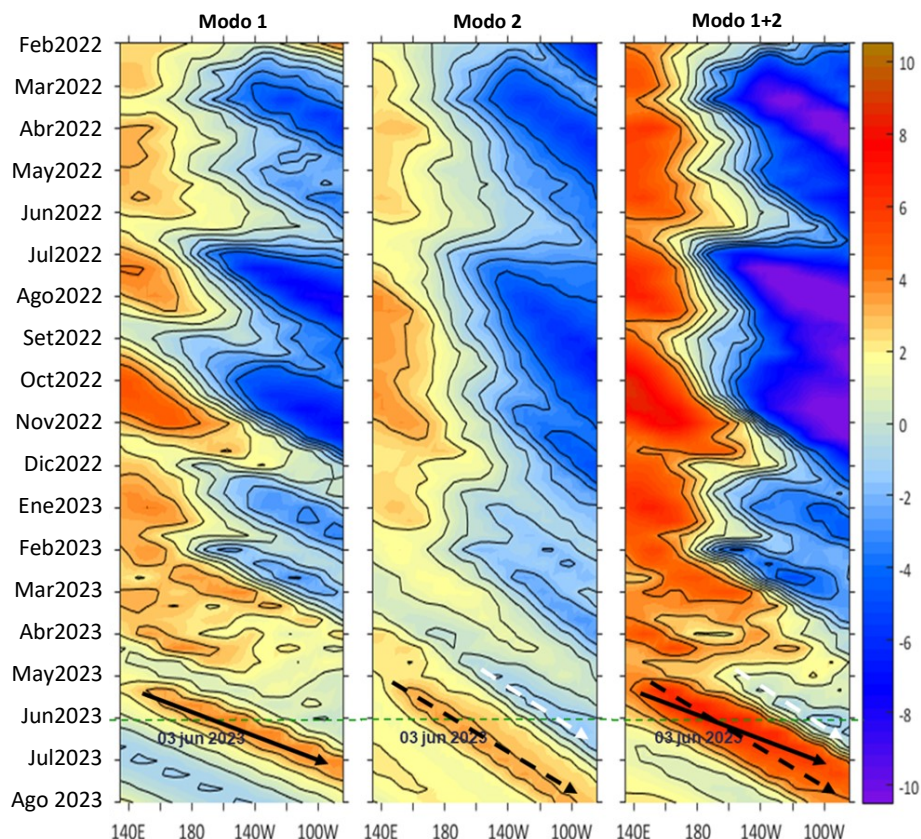 Modo 1 Modo 2 Modo 1+2
Feb2022
Mar2022
Abr2022
May2022
Jun2022
Jul2022
Ago2022
Set2022
Oct2022
Nov2022
Dic2022
Ene2023
Feb2023
Mar2023
Abr2023
May2023
Jun2023
Jul2023
Ago 2023
03 jun 2023 03 jun 2023 03 jun 2023
140E 180 140W 100W 140E 180 140W 100W 140E 180 140W 100W
10
8
6
4
2
0
-2
-4
-6
-8
-10